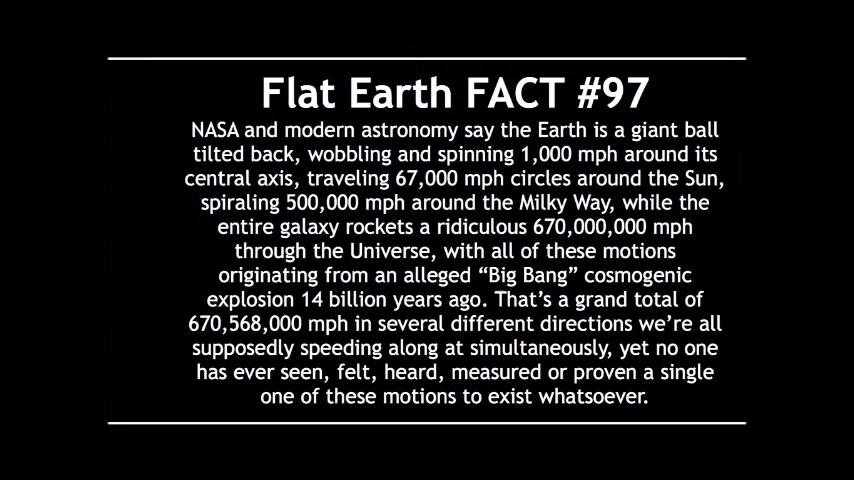 Flat Earth FACT #97
NASA and modern astronomy say the Earth is a giant ball
tilted back, wobbling and spinning 1,000 mph around its
central axis, traveling 67,000 mph circles around the Sun,
spiraling 500,000 mph around the Milky Way, while the
entire galaxy rockets a ridiculous 670,000,000 mph
through the Universe, with all of these motions
originating from an alleged “Big Bang” cosmogenic
explosion 14 billion years ago. That’s a grand total of
670,568,000 mph in several different directions we’re all
supposedly speeding along at simultaneously, yet no one
has ever seen, felt, heard, measured or proven a single
one of these motions to exist whatsoever.